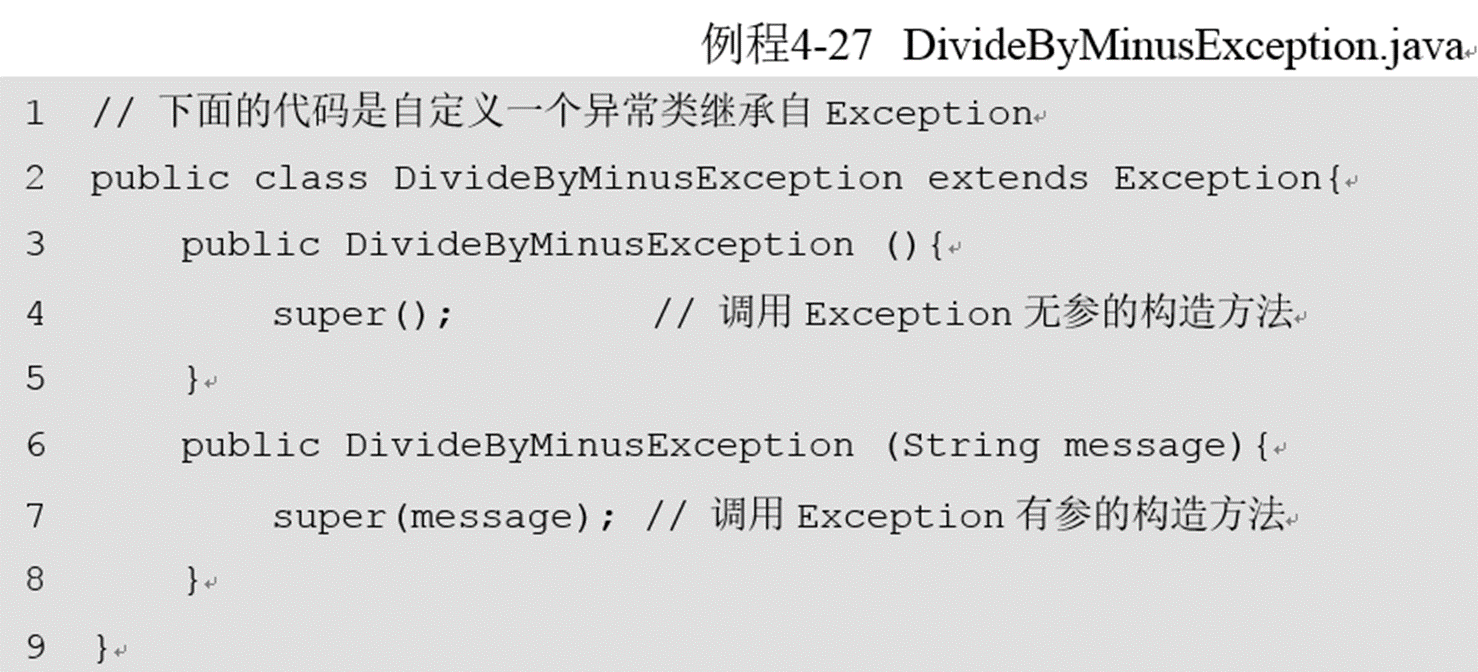 例程4-27 DivideByMinusException.java
1 // 下面的代码是自定义一个异常类继承自 Exception
2 public class DivideByMinusException extends Exception{
3 public DivideByMinusException (){
4 super(); // 调用 Exception 无参的构造方法
5 }
6 public DivideByMinusException (String message){
7 super(message); // 调用 Exception 有参的构造方法
8 }
9 }